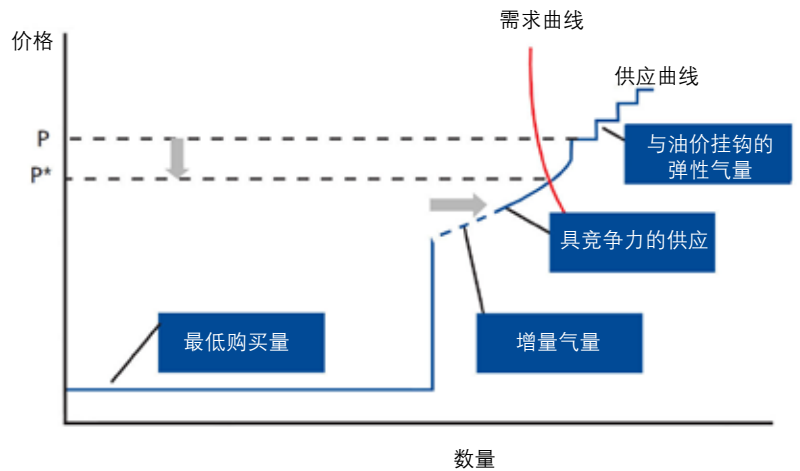 需求曲线
价格
供应曲线
P
与油价挂钩的
弹性气量
P*
具竞争力的供应
最低购买量
增量气量
数量